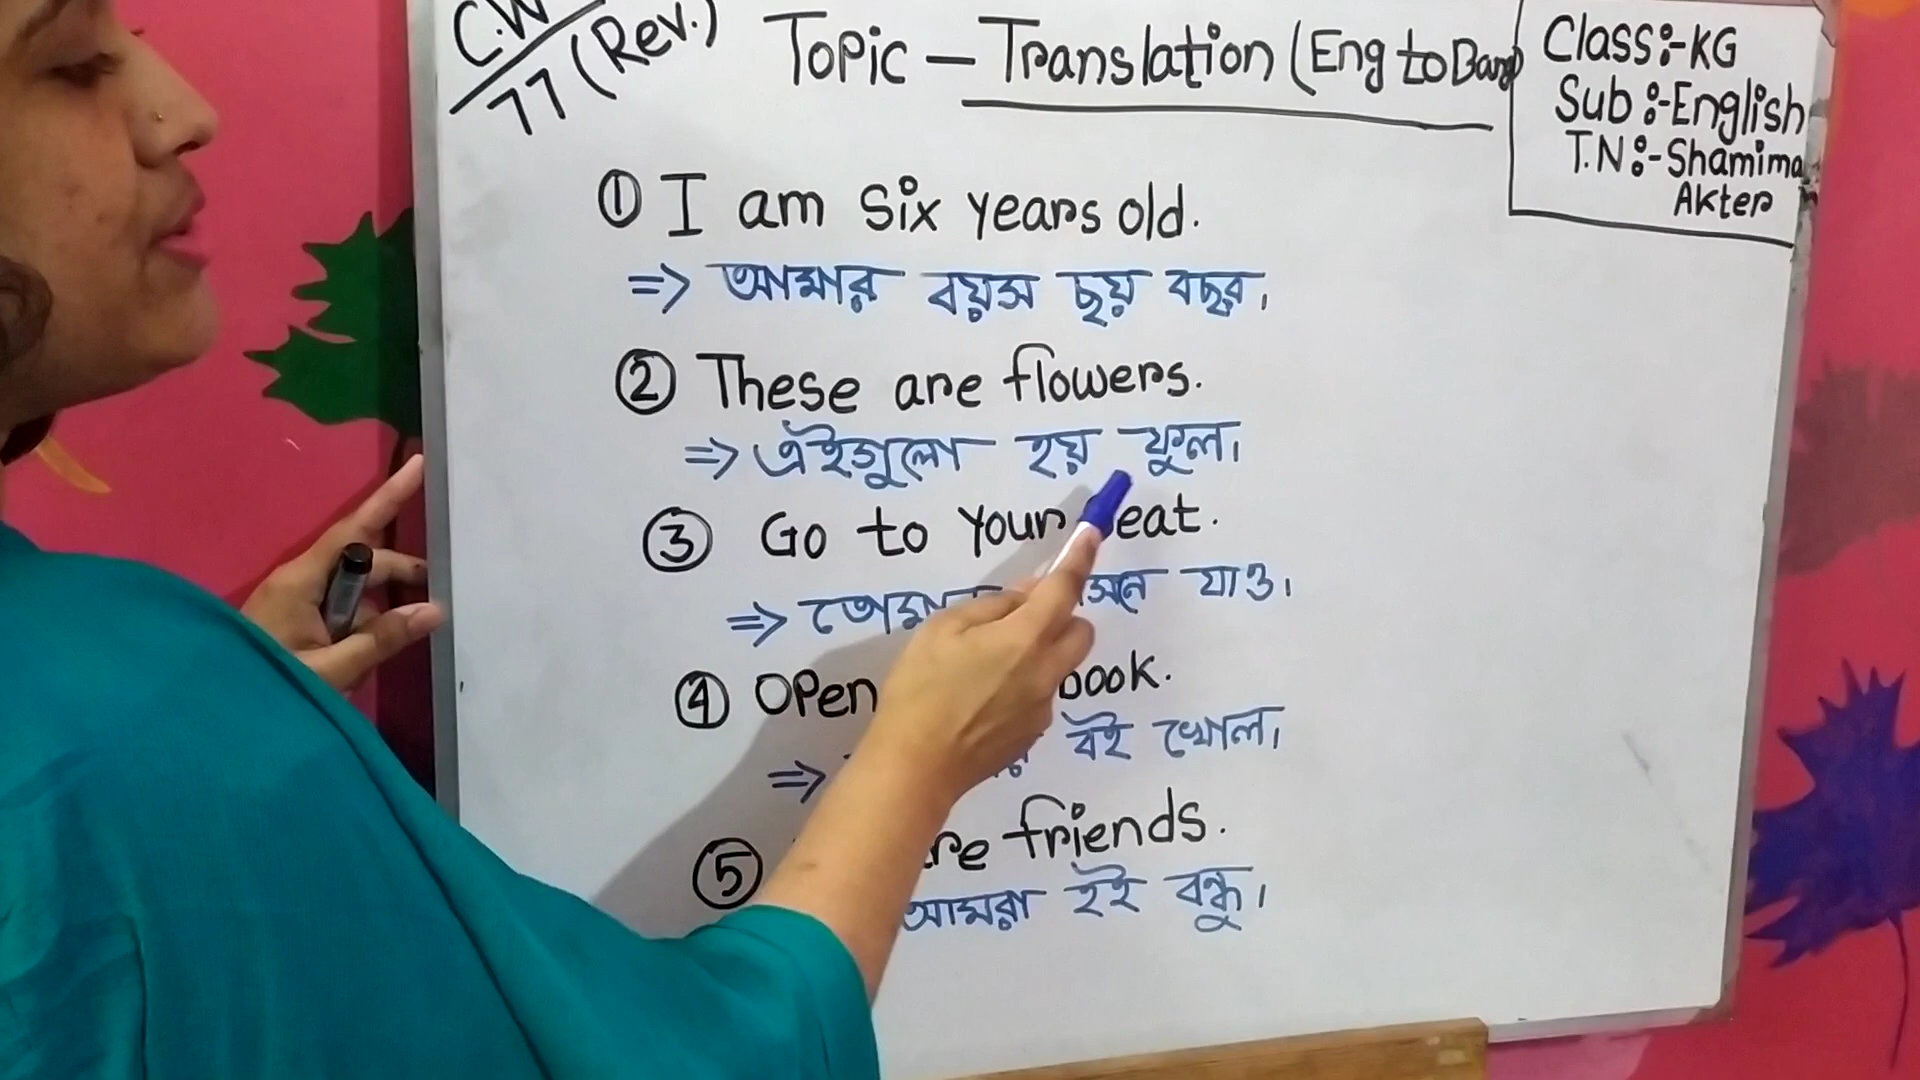 C.W
77 (Rev.)
Topic – Translation (Eng to Bang)
Class:-KG
Sub:-English
T.N:-Shamima
Akter
① I am six years old.
⇒ আমার বয়স ছয় বছর।
② These are flowers.
⇒ এইগুলো হয় ফুল।
③ Go to your eat.
⇒ যাও।
④ Open book.
⇒ বই খোল।
⑤ friends.
আমরা হই বন্ধু।